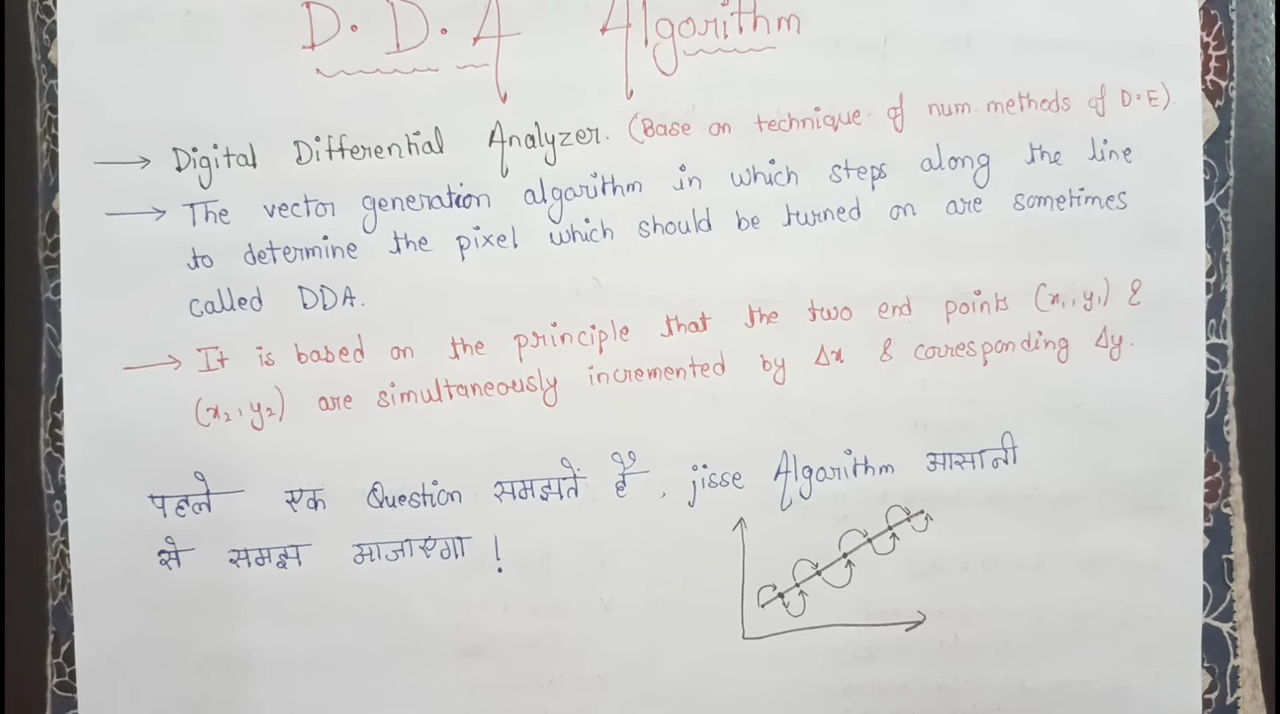 D. D. A Algorithm
→ Digital Differential Analyzer. (Base on technique of num. methods of D.E)
→ The vector generation algorithm in which steps along the line
to determine the pixel which should be turned on are sometimes
called DDA.
→ It is based on the principle that the two end points (x₁, y₁) &
(x₂, y₂) are simultaneously incremented by Δx & corresponding Δy.
पहले एक Question समझतें हैं, jisse Algorithm आसानी
से समझ आजाएगा !